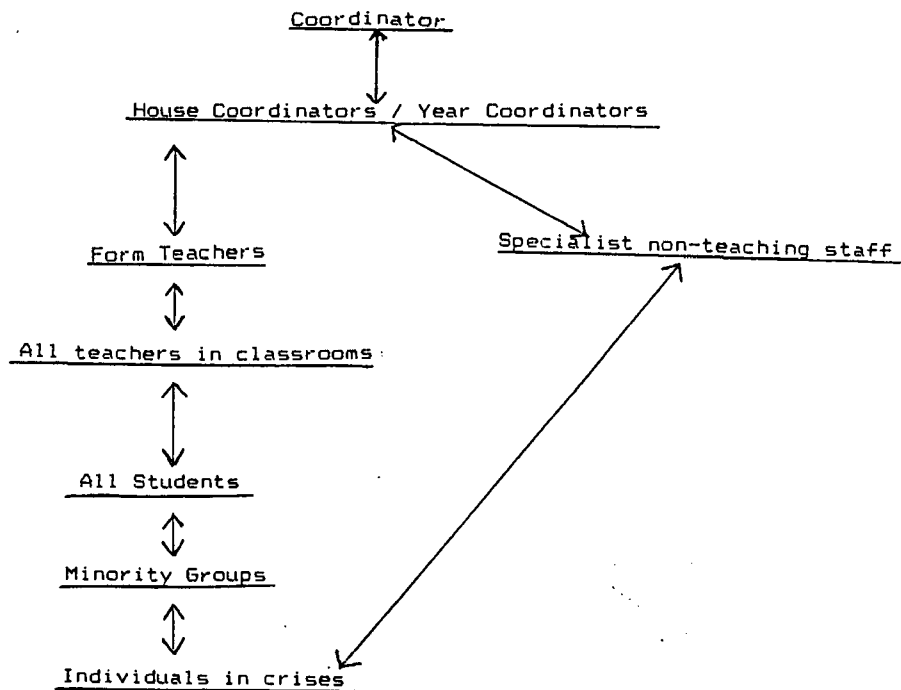 Coordinator
House Coordinators / Year Coordinators
Form Teachers
Specialist non-teaching staff
All teachers in classrooms
All Students
Minority Groups
Individuals in crises